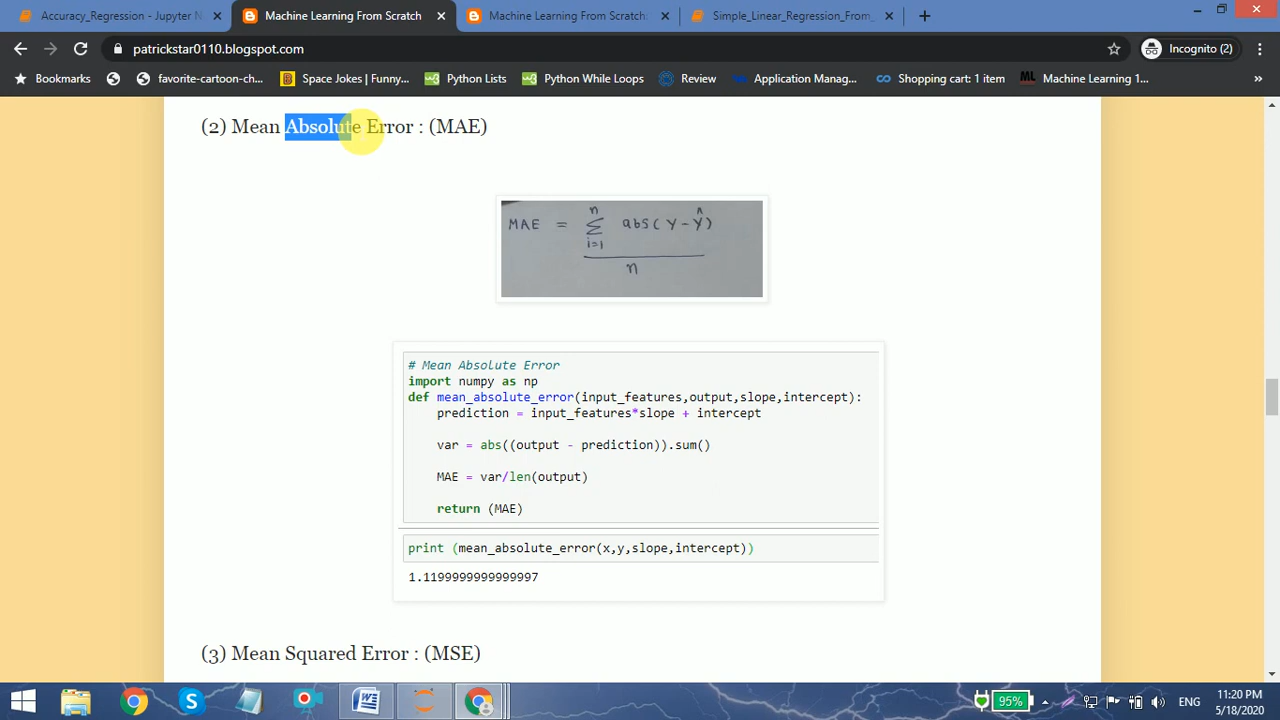 Accuracy_Regression - Jupyter N
Machine Learning From Scratch
Machine Learning From Scratch:
Simple_Linear_Regression_From_
patrickstar0110.blogspot.com
Incognito (2)
Bookmarks
favorite-cartoon-ch...
Space Jokes | Funny...
Python Lists
Python While Loops
Review
Application Manag...
Shopping cart: 1 item
Machine Learning 1...
(2) Mean Absolute Error : (MAE)
MAE = n ∑ i=1 abs(Y-Ŷ)
n
# Mean Absolute Error
import numpy as np
def mean_absolute_error(input_features,output,slope,intercept):
prediction = input_features*slope + intercept
var = abs((output - prediction)).sum()
MAE = var/len(output)
return (MAE)
print (mean_absolute_error(x,y,slope,intercept))
1.1199999999999997
(3) Mean Squared Error : (MSE)
95%
ENG
11:20 PM
5/18/2020